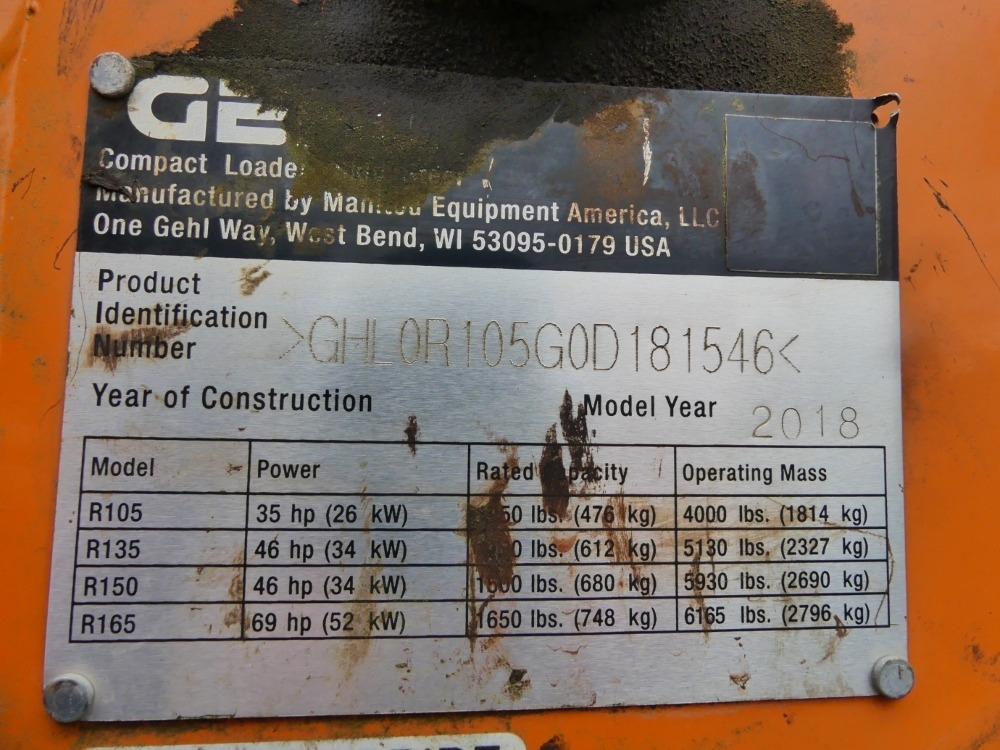 GE
Compact Loade
Manufactured by Manitou Equipment America, LLC
One Gehl Way, West Bend, WI 53095-0179 USA
Product
Identification
Number >GHL0R105G0D181546<
Year of Construction Model Year 2018
Model Power Rated Capacity Operating Mass
R105 35 hp (26 kW) 50 lbs. (476 kg) 4000 lbs. (1814 kg)
R135 46 hp (34 kW) 0 lbs. (612 kg) 5130 lbs. (2327 kg)
R150 46 hp (34 kW) 1500 lbs. (680 kg) 5930 lbs. (2690 kg)
R165 69 hp (52 kW) 1650 lbs. (748 kg) 6165 lbs. (2796 kg)